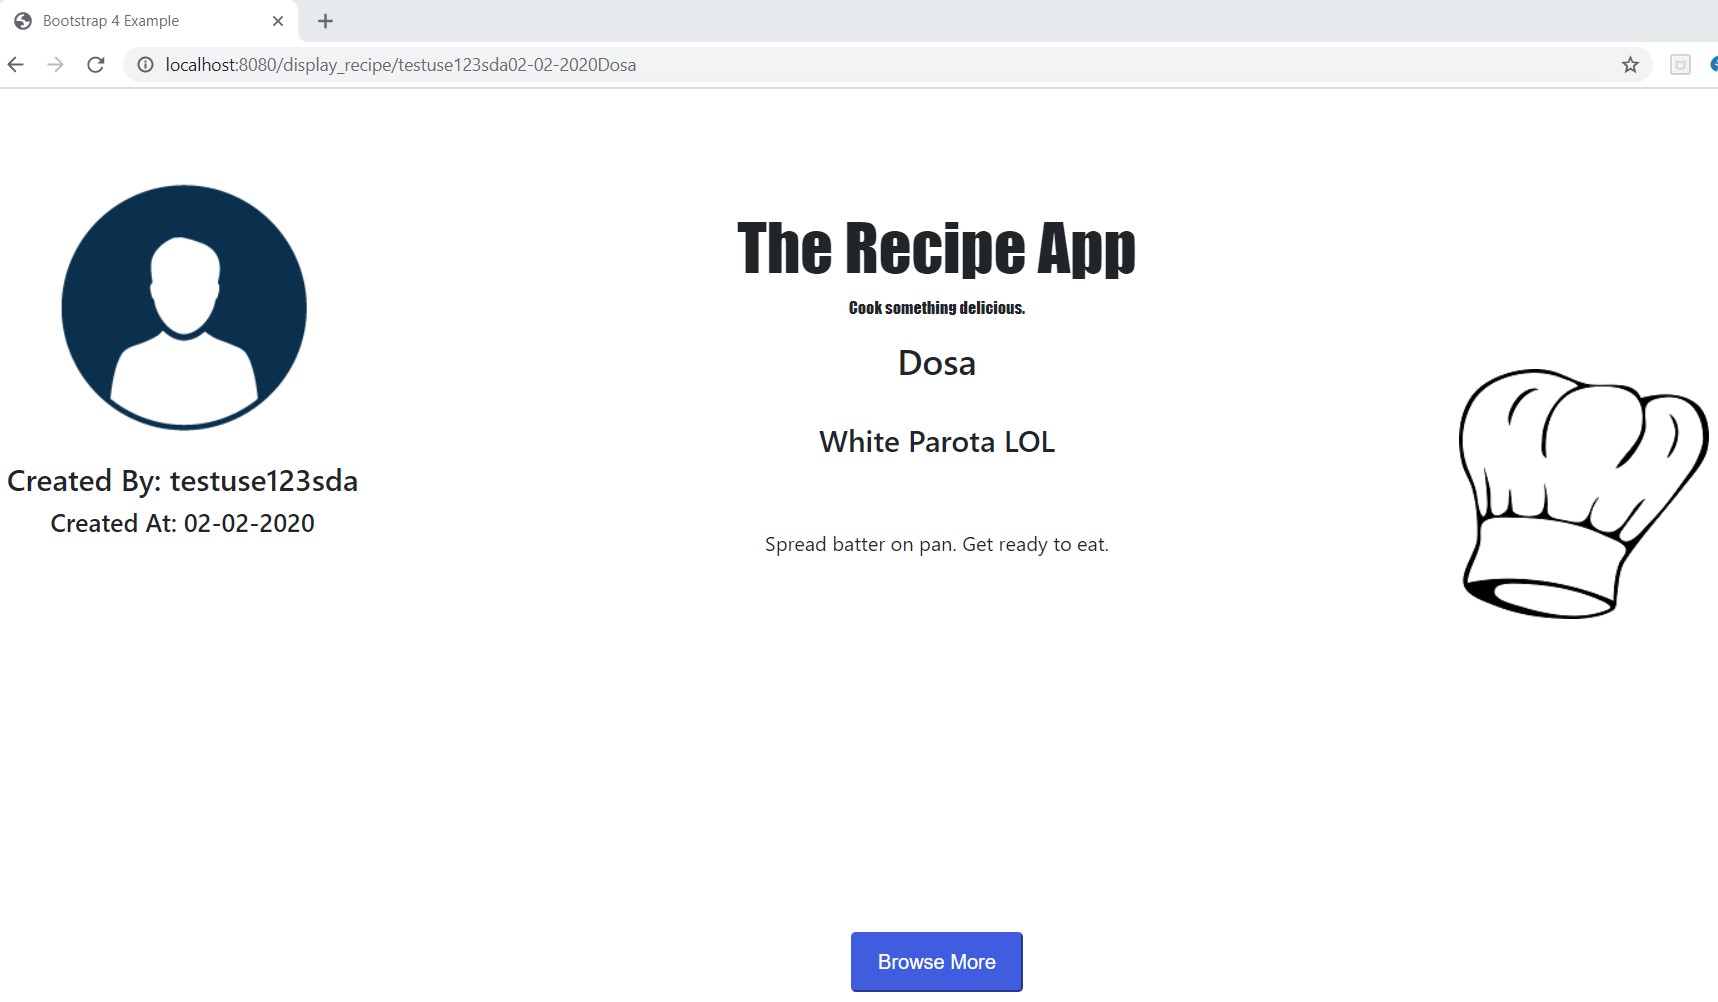 Bootstrap 4 Example
localhost:8080/display_recipe/testuse123sda02-02-2020Dosa
The Recipe App
Cook something delicious.
Dosa
White Parota LOL
Created By: testuse123sda
Created At: 02-02-2020
Spread batter on pan. Get ready to eat.
Browse More